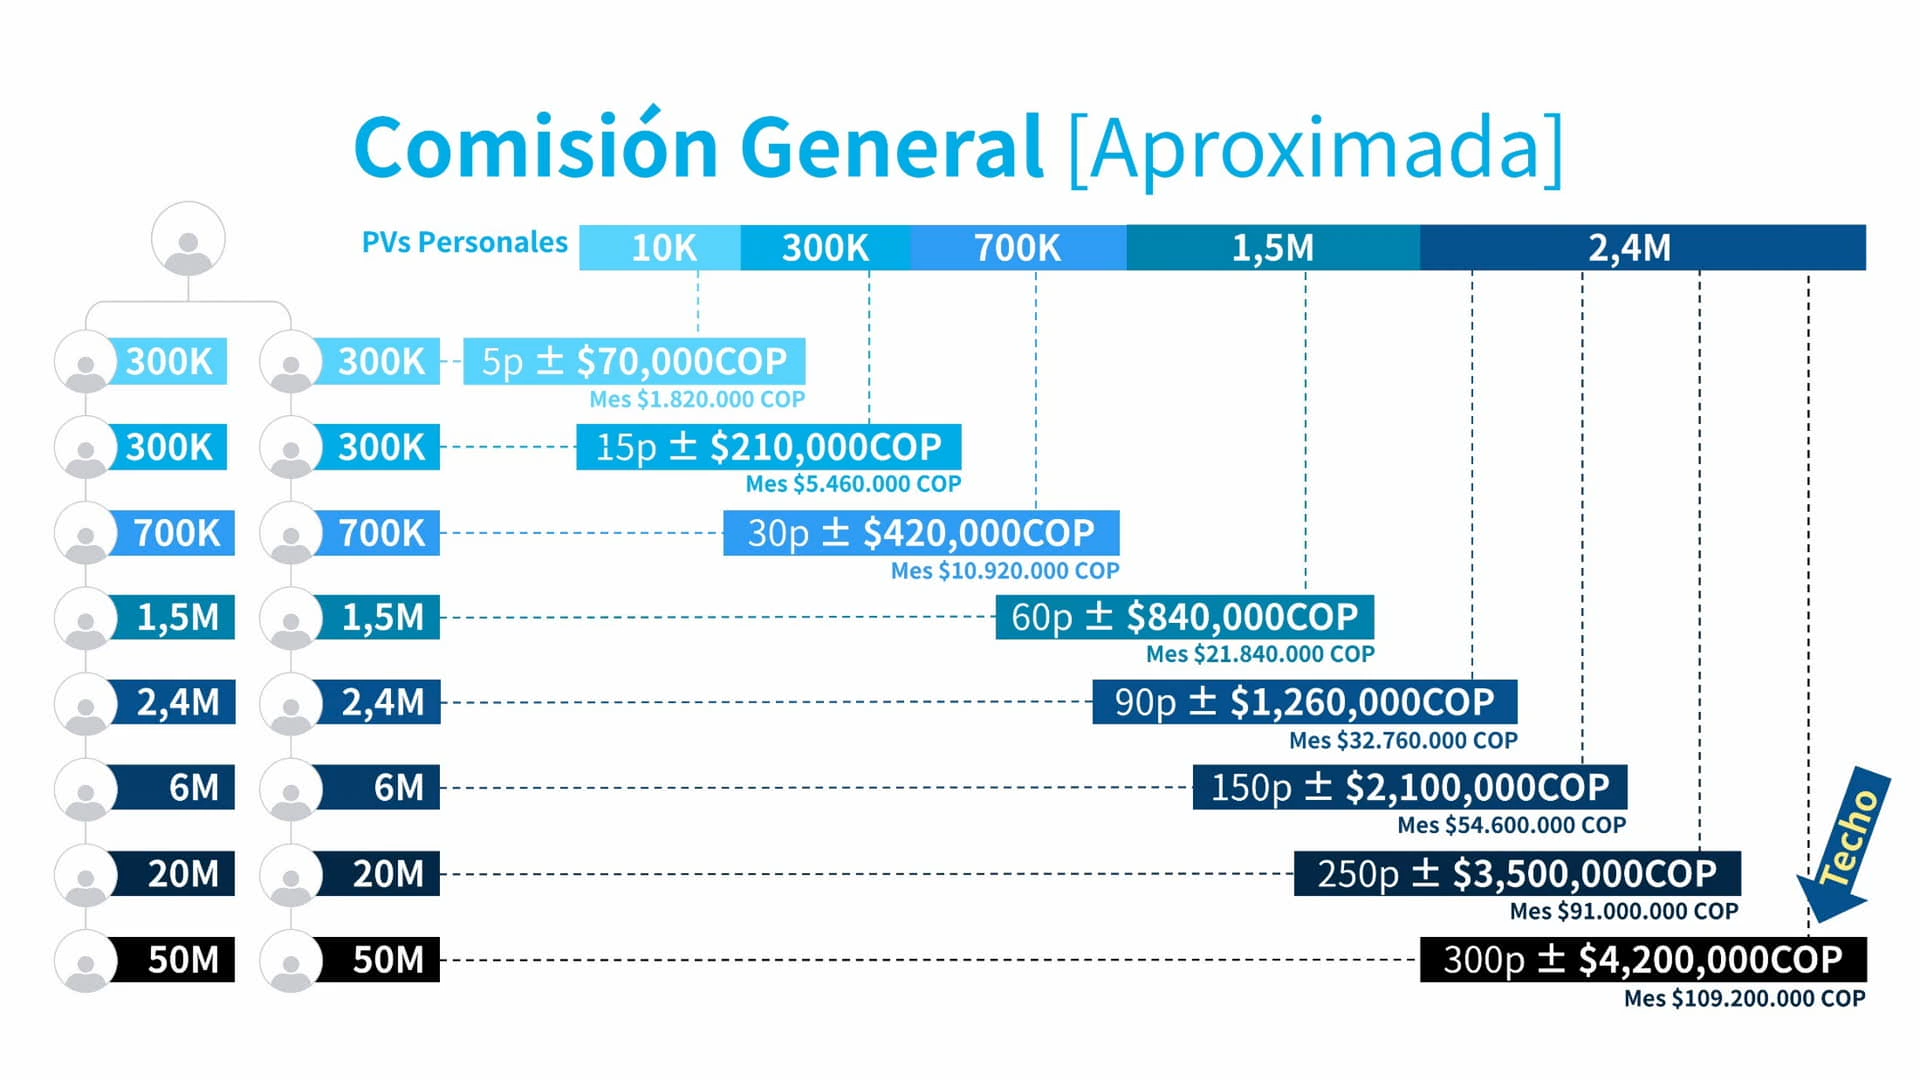 Comisión General [Aproximada]
PVs Personales 10K 300K 700K 1,5M 2,4M
300K 300K 5p ± $70,000COP
Mes $1.820.000 COP
300K 300K 15p ± $210,000COP
Mes $5.460.000 COP
700K 700K 30p ± $420,000COP
Mes $10.920.000 COP
1,5M 1,5M 60p ± $840,000COP
Mes $21.840.000 COP
2,4M 2,4M 90p ± $1,260,000COP
Mes $32.760.000 COP
6M 6M 150p ± $2,100,000COP
Mes $54.600.000 COP
Techo
20M 20M 250p ± $3,500,000COP
Mes $91.000.000 COP
50M 50M 300p ± $4,200,000COP
Mes $109.200.000 COP